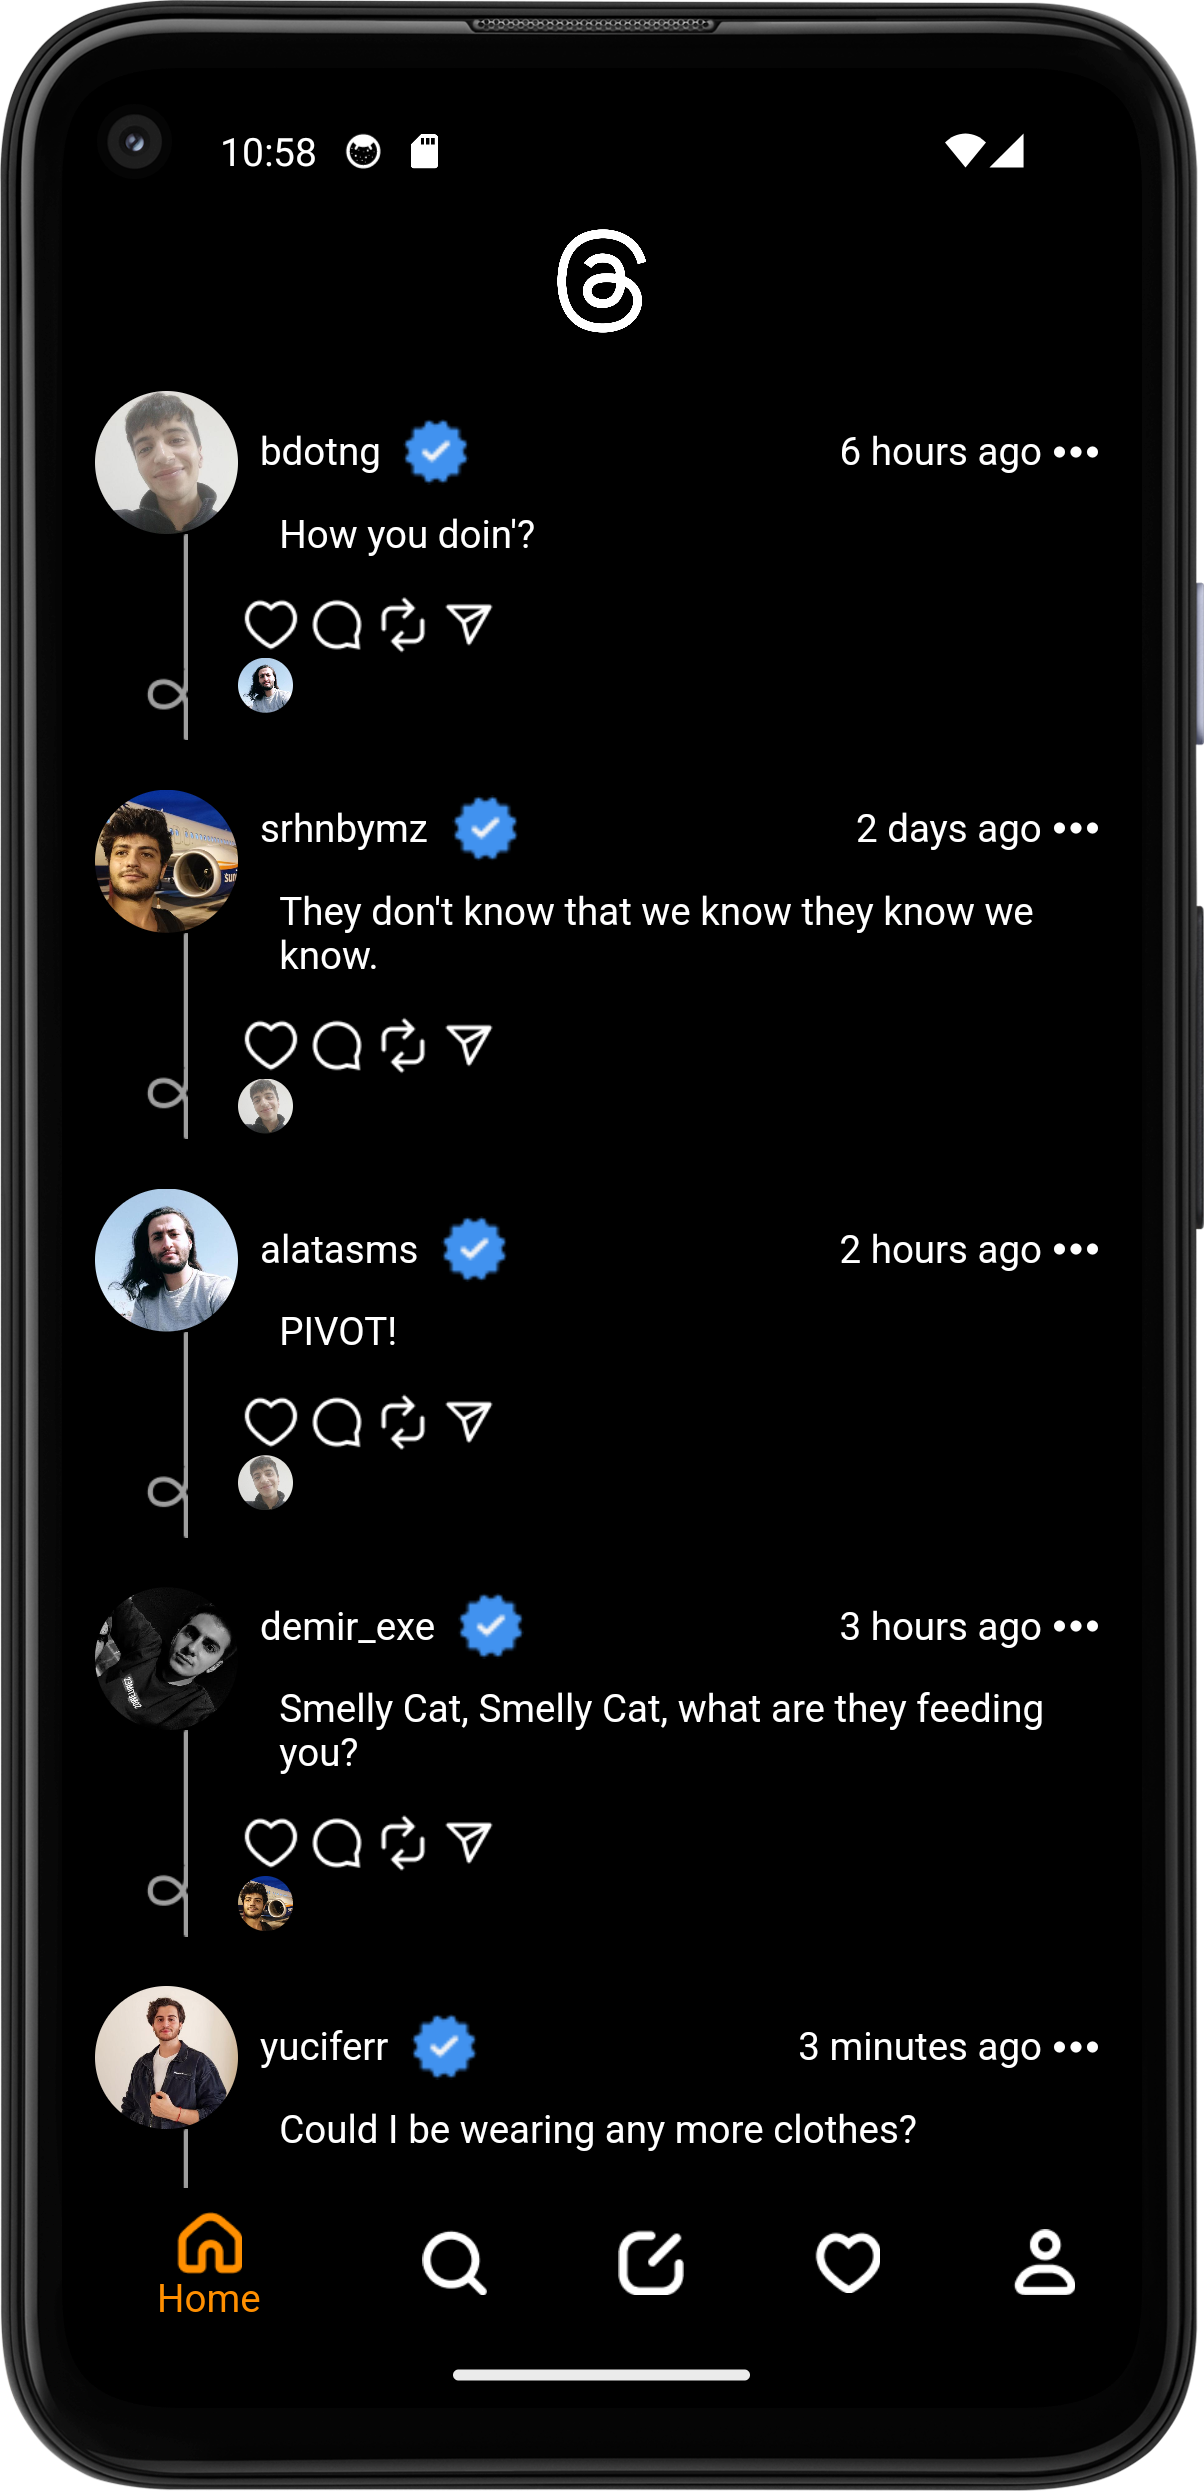 10:58
bdotng 6 hours ago
How you doin'?
srhnbymz 2 days ago
They don't know that we know they know we
know.
alatasms 2 hours ago
PIVOT!
demir_exe 3 hours ago
Smelly Cat, Smelly Cat, what are they feeding
you?
yuciferr 3 minutes ago
Could I be wearing any more clothes?
Home